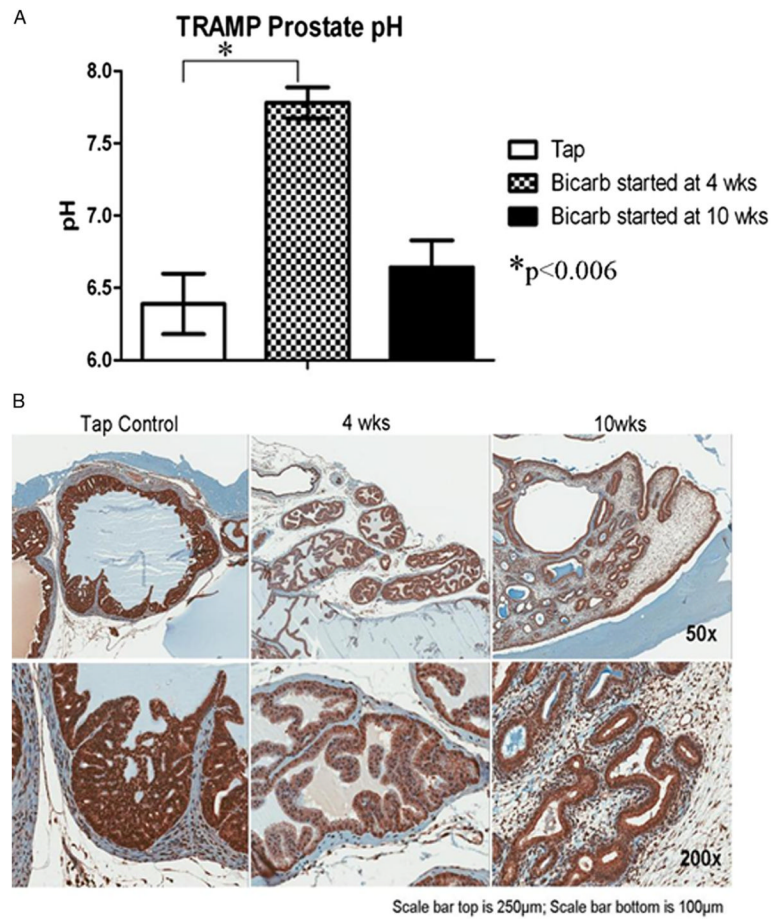 A
TRAMP Prostate pH
*
8.0
7.5
7.0
6.5
6.0
pH
Tap
Bicarb started at 4 wks
Bicarb started at 10 wks
*p<0.006
B
Tap Control
4 wks
10wks
50x
200x
Scale bar top is 250µm; Scale bar bottom is 100µm